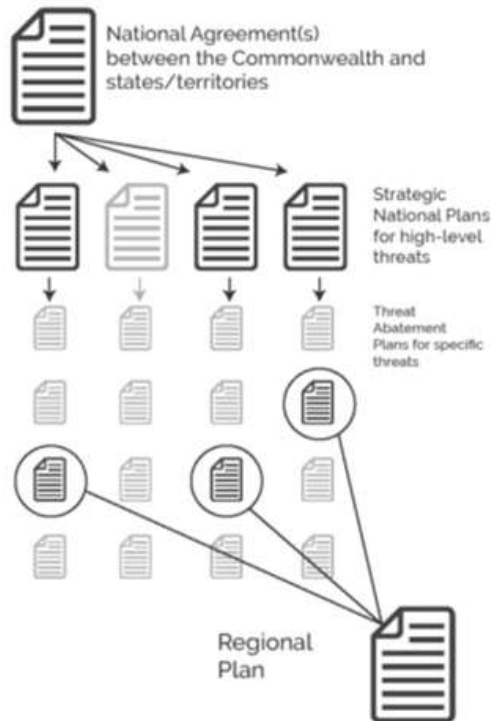 National Agreement(s)
between the Commonwealth and
states/territories
Strategic
National Plans
for high-level
threats
Threat
Abatement
Plans for specific
threats
Regional
Plan